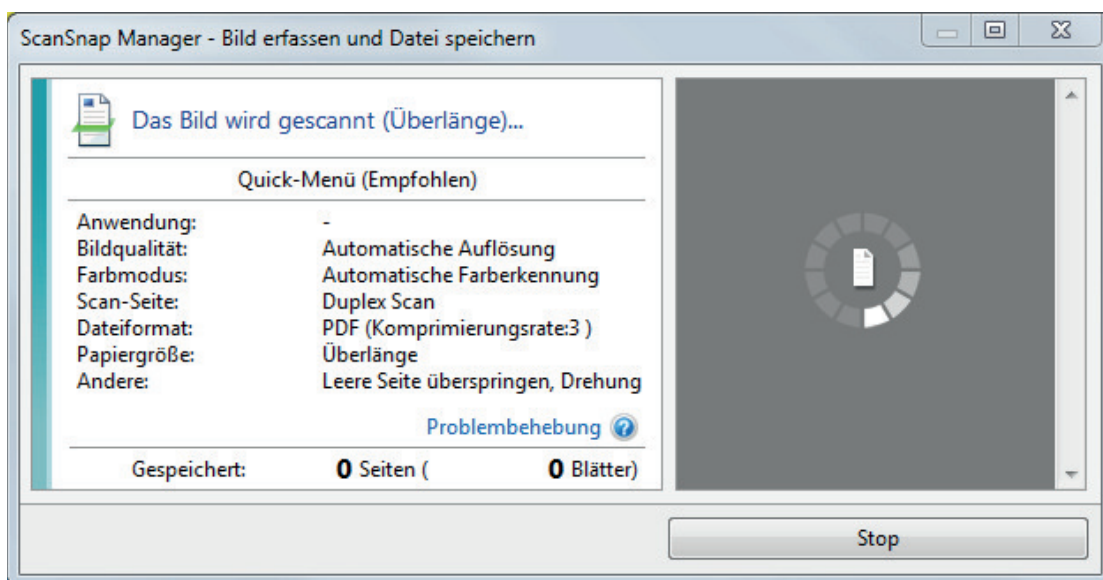 ScanSnap Manager - Bild erfassen und Datei speichern
Das Bild wird gescannt (Überlänge)...
Quick-Menü (Empfohlen)
Anwendung: -
Bildqualität: Automatische Auflösung
Farbmodus: Automatische Farberkennung
Scan-Seite: Duplex Scan
Dateiformat: PDF (Komprimierungsrate:3 )
Papiergröße: Überlänge
Andere: Leere Seite überspringen, Drehung
Problembehebung ?
Gespeichert: 0 Seiten ( 0 Blätter)
Stop